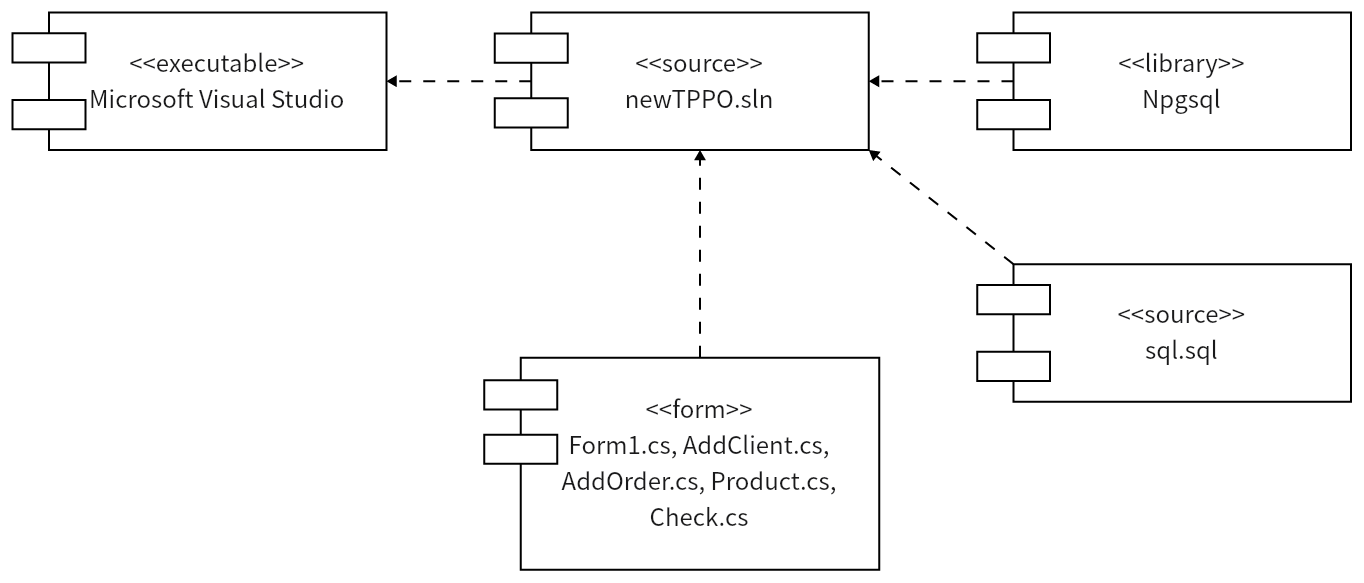 <<executable>>
Microsoft Visual Studio
<<source>>
newTPPO.sln
<<library>>
Npgsql
<<source>>
sql.sql
<<form>>
Form1.cs, AddClient.cs,
AddOrder.cs, Product.cs,
Check.cs